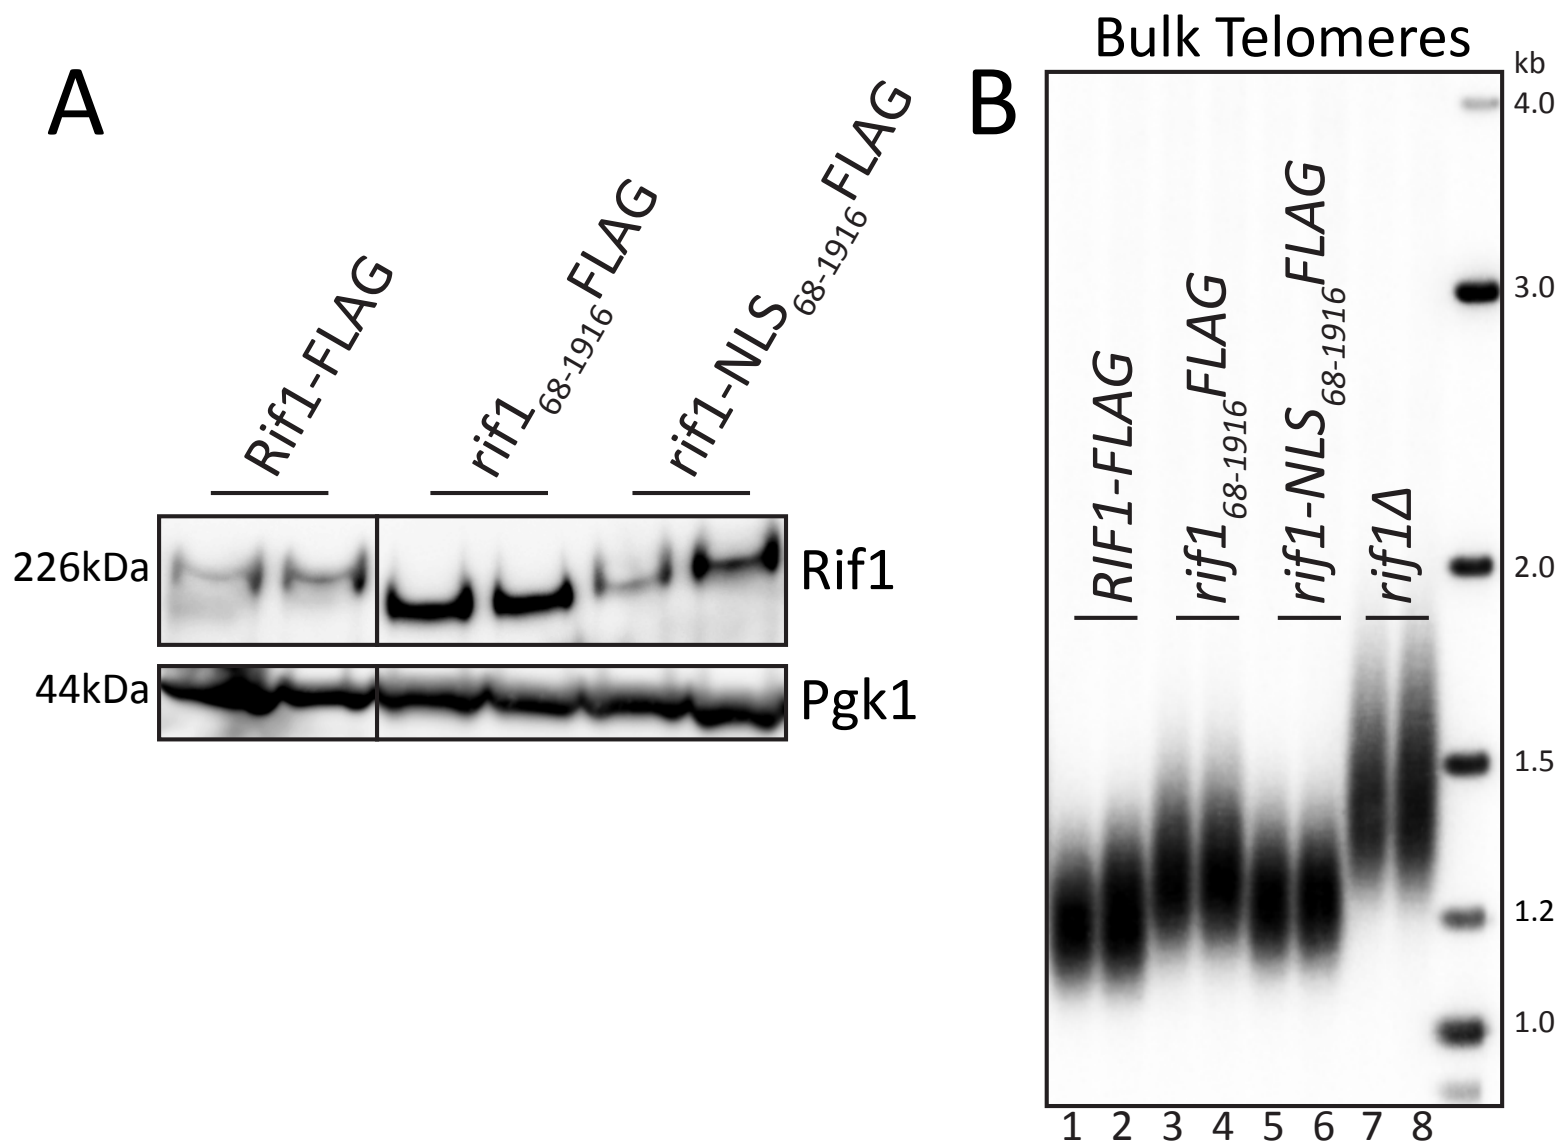 A
Rif1-FLAG
rif1 68-1916 FLAG
rif1-NLS 68-1916 FLAG
226kDa
Rif1
44kDa
Pgk1
B
Bulk Telomeres
kb
4.0
3.0
2.0
1.5
1.2
1.0
RIF1-FLAG
rif1 68-1916 FLAG
rif1-NLS 68-1916 FLAG
rif1Δ
1 2 3 4 5 6 7 8